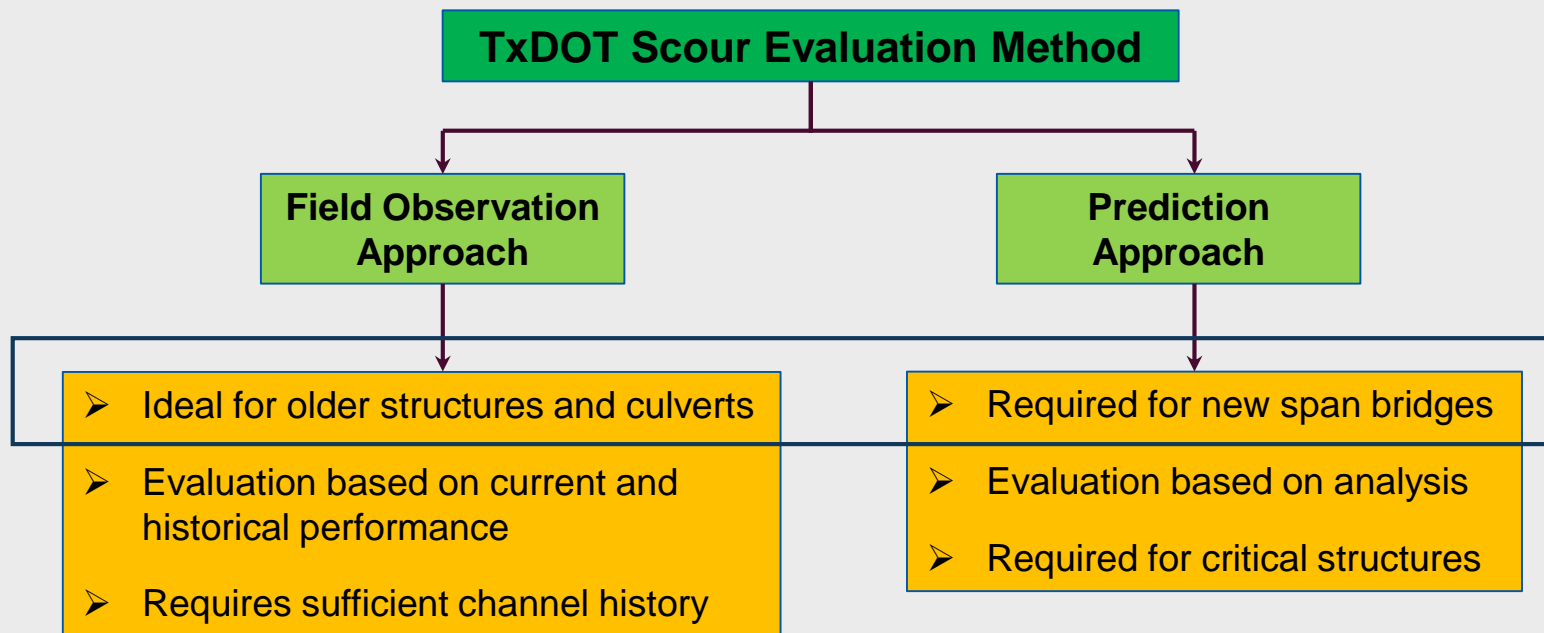 TxDOT Scour Evaluation Method
Field Observation
Approach
Prediction
Approach
➢ Ideal for older structures and culverts
➢ Evaluation based on current and
historical performance
➢ Requires sufficient channel history
➢ Required for new span bridges
➢ Evaluation based on analysis
➢ Required for critical structures